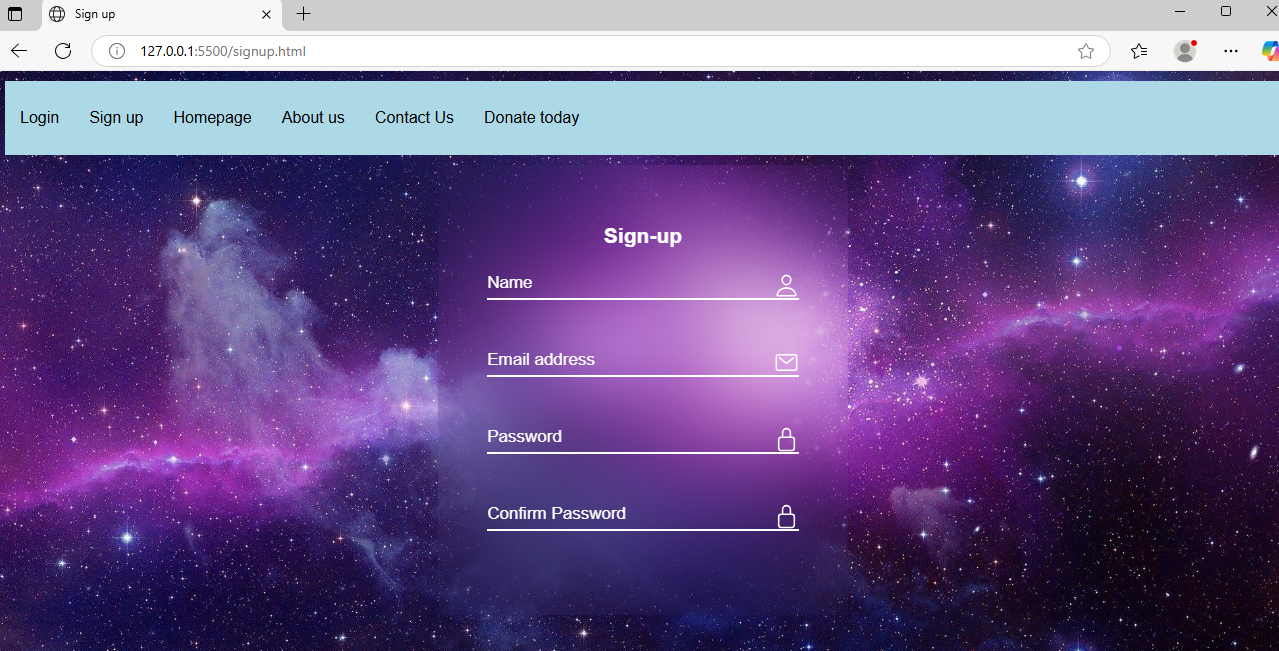 Sign up
127.0.0.1:5500/signup.html
Login Sign up Homepage About us Contact Us Donate today
Sign-up
Name
Email address
Password
Confirm Password